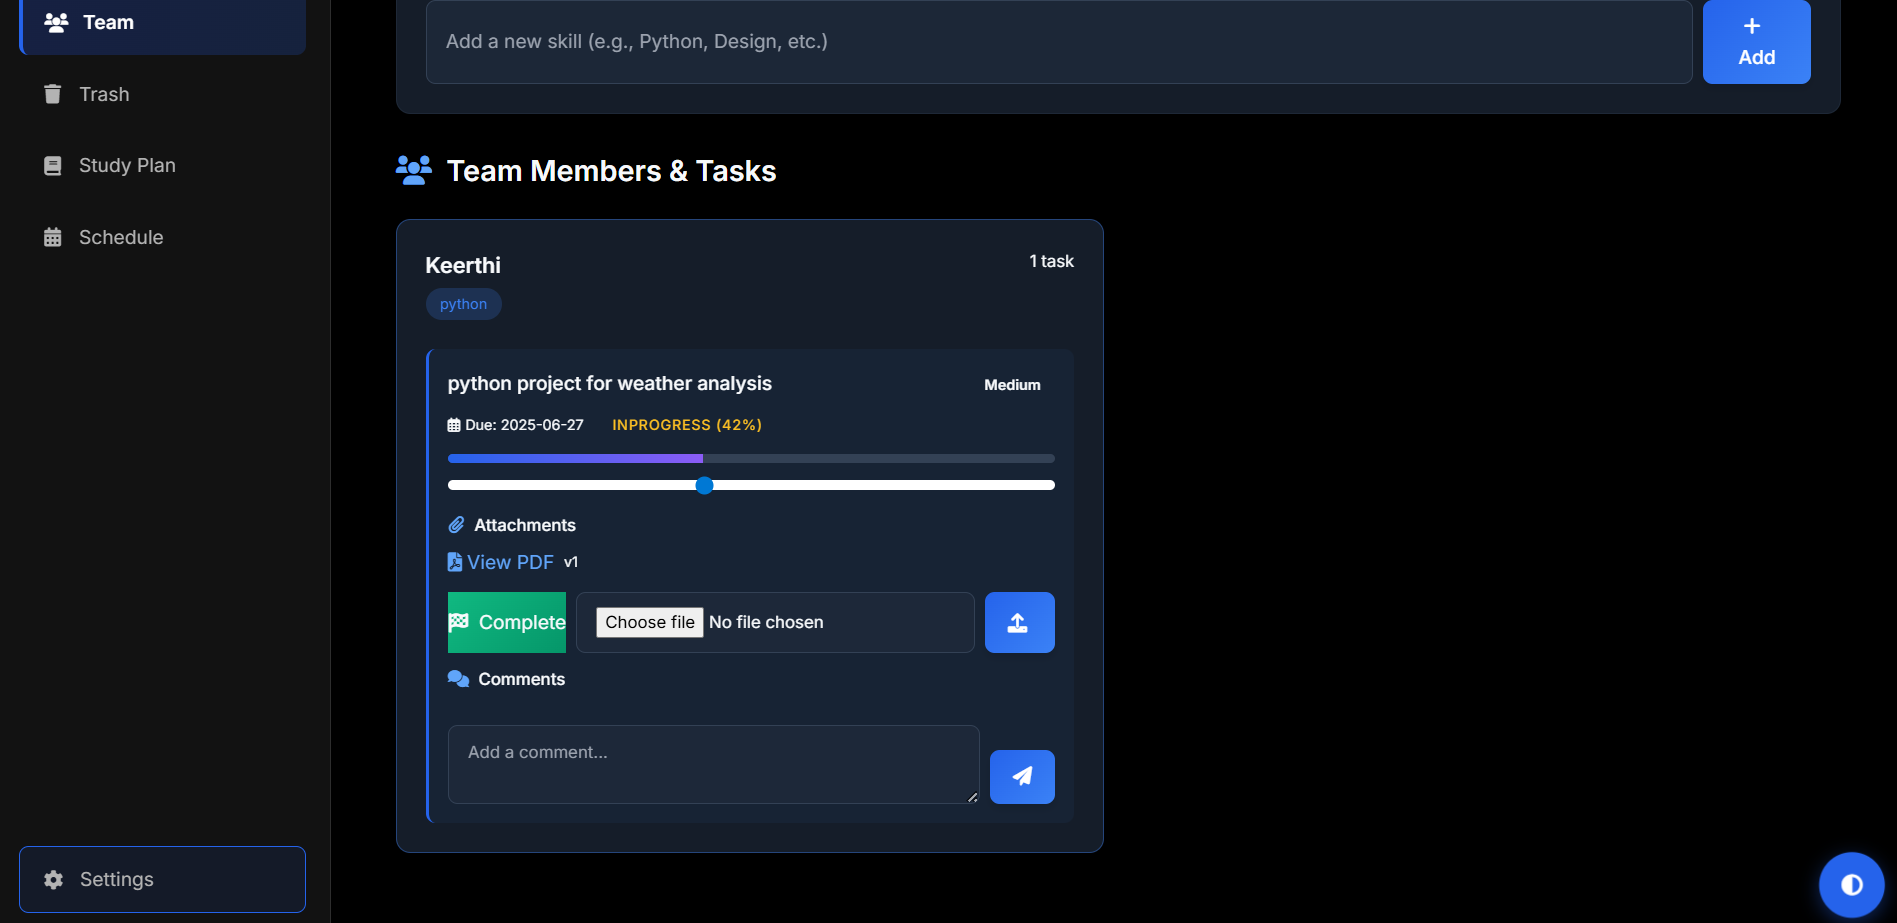 Team
Trash
Study Plan
Schedule
Settings
Add a new skill (e.g., Python, Design, etc.)
Add
Team Members & Tasks
Keerthi
1 task
python
python project for weather analysis
Medium
Due: 2025-06-27 INPROGRESS (42%)
Attachments
View PDF v1
Complete
Choose file No file chosen
Comments
Add a comment...